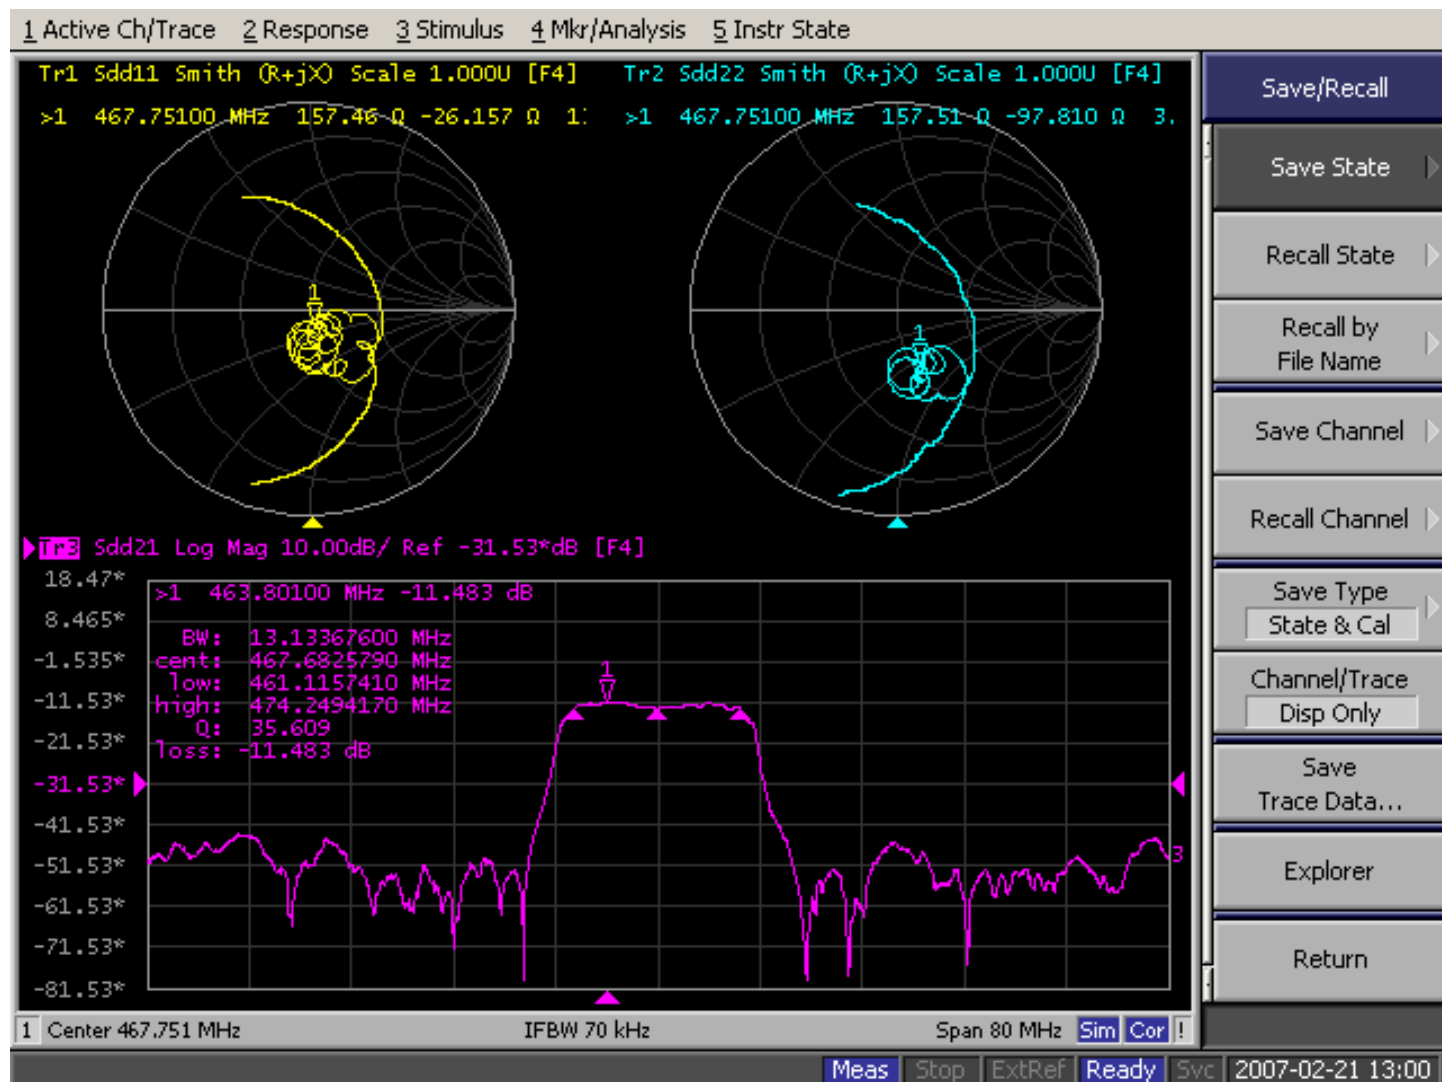 1 Active Ch/Trace 2 Response 3 Stimulus 4 Mkr/Analysis 5 Instr State
Tr1 Sdd11 Smith (R+jX) Scale 1.000U [F4]
>1 467.75100 MHz 157.46 Ω -26.157 Ω
1
Tr2 Sdd22 Smith (R+jX) Scale 1.000U [F4]
>1 467.75100 MHz 157.51 Ω -97.810 Ω 3.
1
Tr3 Sdd21 Log Mag 10.00dB/ Ref -31.53*dB [F4]
18.47*
8.465*
-1.535*
-11.53*
-21.53*
-31.53*
-41.53*
-51.53*
-61.53*
-71.53*
-81.53*
>1 463.80100 MHz -11.483 dB
BW: 13.13367600 MHz
cent: 467.6825790 MHz
low: 461.1157410 MHz
high: 474.2494170 MHz
Q: 35.609
loss: -11.483 dB
1
3
1 Center 467.751 MHz IFBW 70 kHz Span 80 MHz Sim Cor !
Save/Recall
Save State
Recall State
Recall by
File Name
Save Channel
Recall Channel
Save Type
State & Cal
Channel/Trace
Disp Only
Save
Trace Data...
Explorer
Return
Meas Stop ExtRef Ready Svc 2007-02-21 13:00